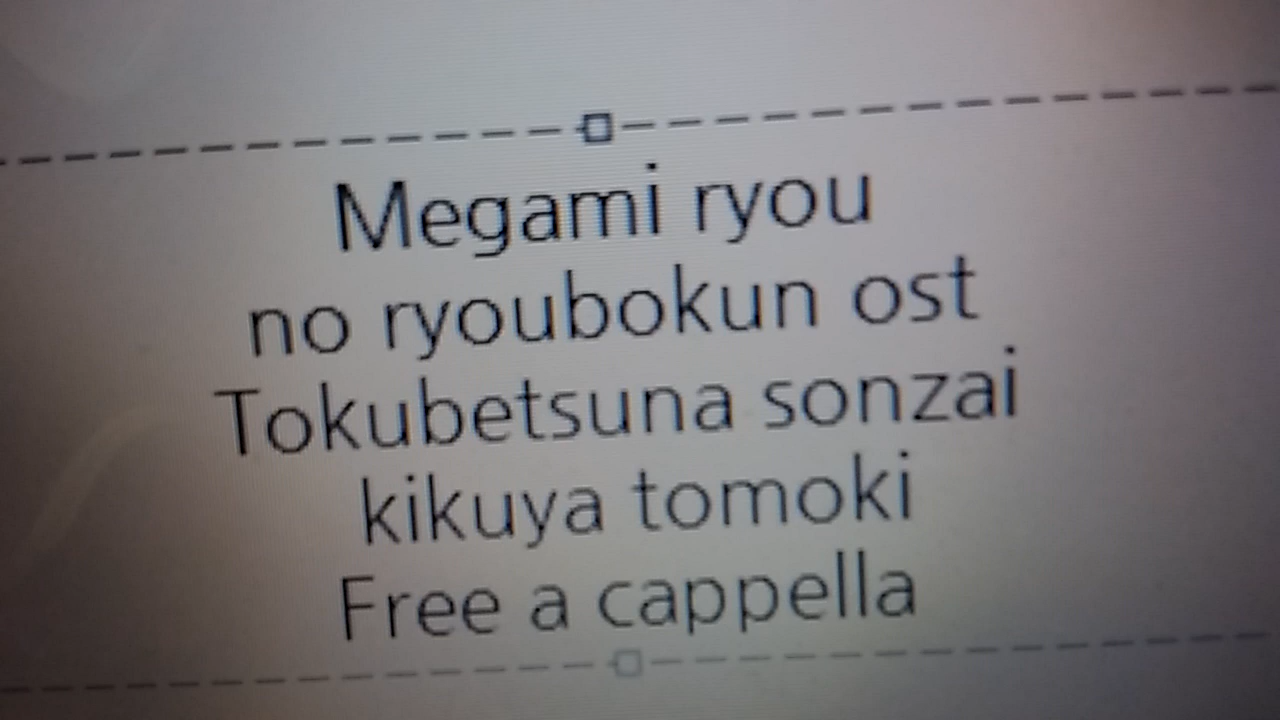 Megami ryou
no ryoubokun ost
Tokubetsuna sonzai
kikuya tomoki
Free a cappella